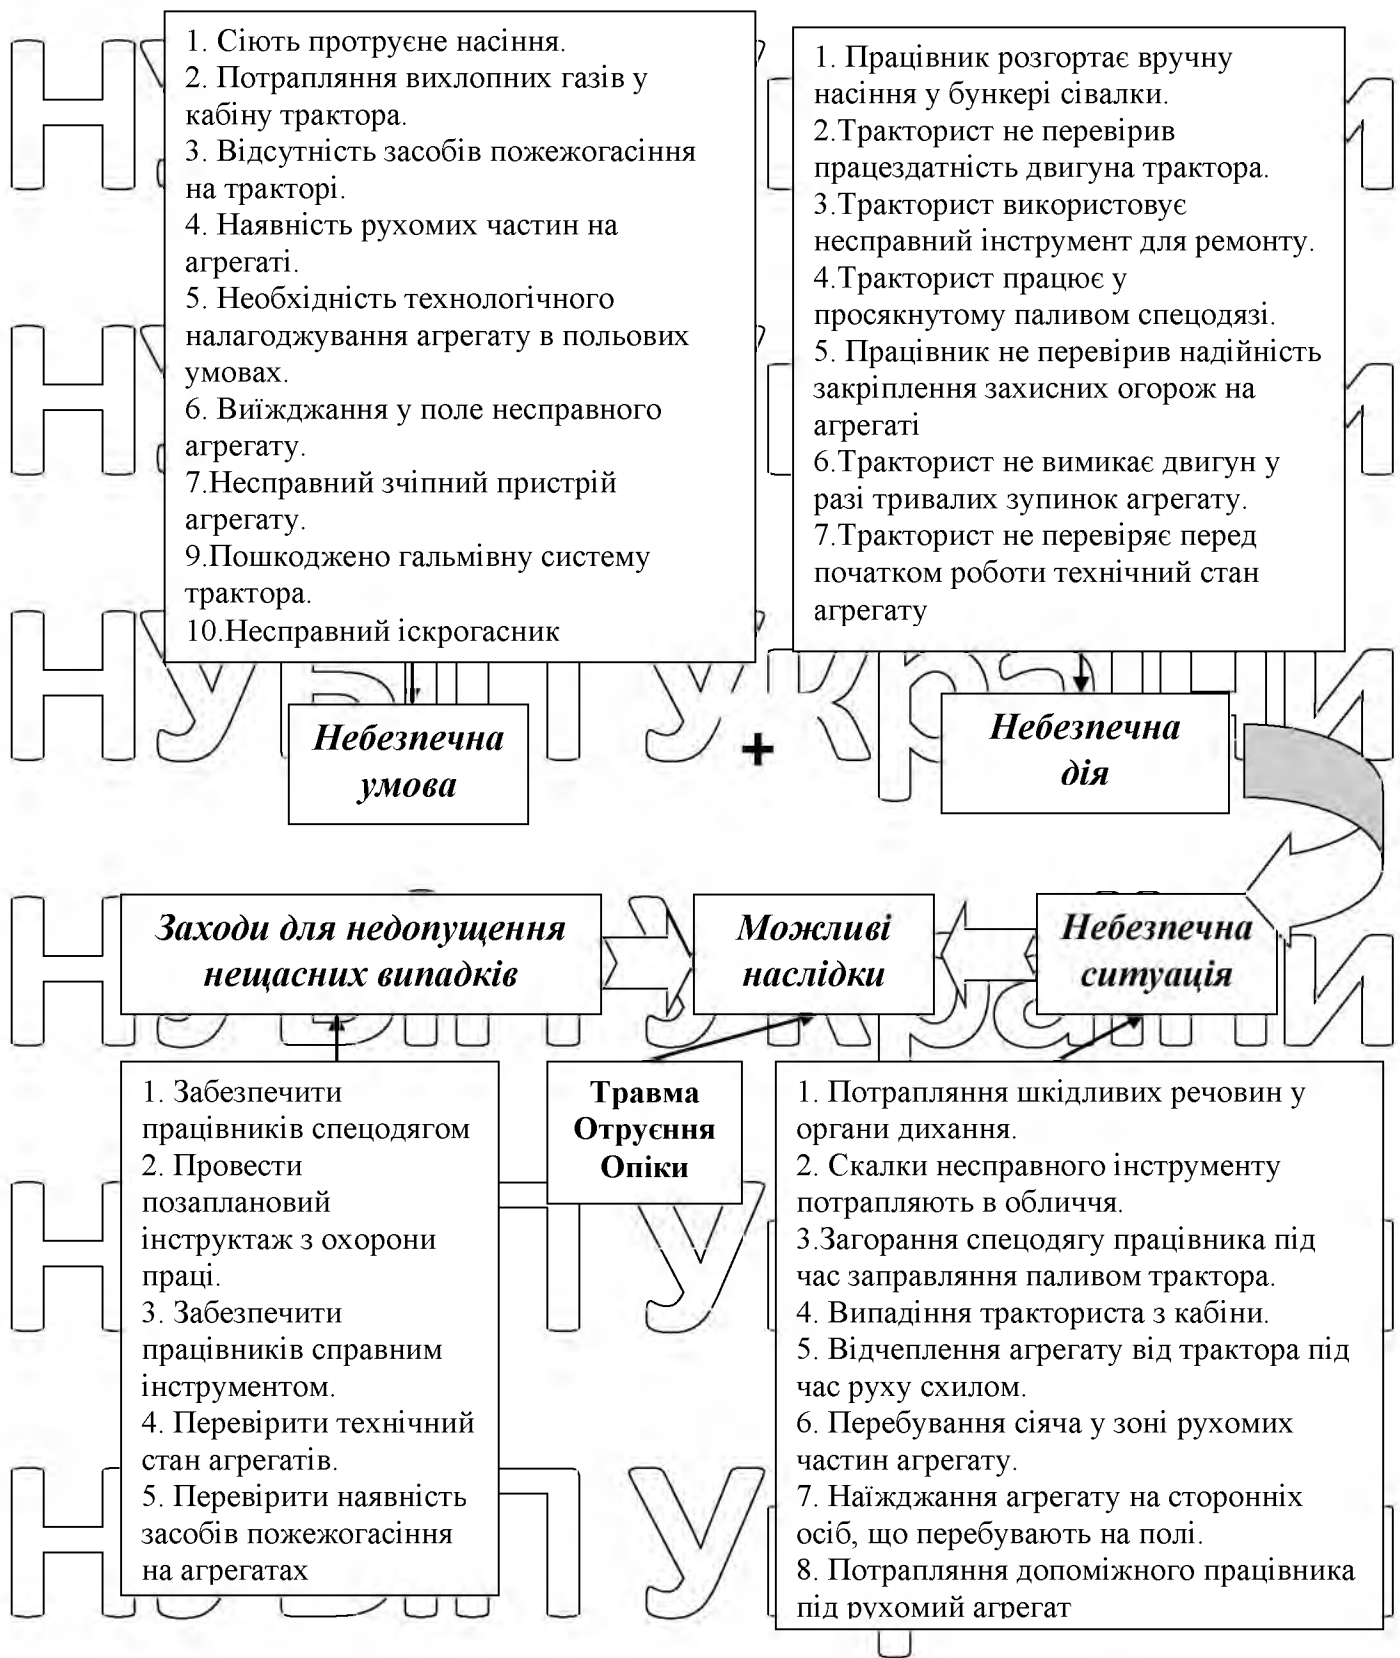 1. Сіють протруєне насіння.
2. Потрапляння вихлопних газів у
кабіну трактора.
3. Відсутність засобів пожежогасіння
на тракторі.
4. Наявність рухомих частин на
агрегаті.
5. Необхідність технологічного
налагоджування агрегату в польових
умовах.
6. Виїжджання у поле несправного
агрегату.
7.Несправний зчіпний пристрій
агрегату.
9.Пошкоджено гальмівну систему
трактора.
10.Несправний іскрогасник
1. Працівник розгортає вручну
насіння у бункері сівалки.
2.Тракторист не перевірив
працездатність двигуна трактора.
3.Тракторист використовує
несправний інструмент для ремонту.
4.Тракторист працює у
просякнутому паливом спецодязі.
5. Працівник не перевірив надійність
закріплення захисних огорож на
агрегаті
6.Тракторист не вимикає двигун у
разі тривалих зупинок агрегату.
7.Тракторист не перевіряє перед
початком роботи технічний стан
агрегату
Небезпечна
умова
+
Небезпечна
дія
Заходи для недопущення
нещасних випадків
Можливі
наслідки
Небезпечна
ситуація
1. Забезпечити
працівників спецодягом
2. Провести
позаплановий
інструктаж з охорони
праці.
3. Забезпечити
працівників справним
інструментом.
4. Перевірити технічний
стан агрегатів.
5. Перевірити наявність
засобів пожежогасіння
на агрегатах
Травма
Отруєння
Опіки
1. Потрапляння шкідливих речовин у
органи дихання.
2. Скалки несправного інструменту
потрапляють в обличчя.
3.Загорання спецодягу працівника під
час заправляння паливом трактора.
4. Випадіння тракториста з кабіни.
5. Відчеплення агрегату від трактора під
час руху схилом.
6. Перебування сіяча у зоні рухомих
частин агрегату.
7. Наїжджання агрегату на сторонніх
осіб, що перебувають на полі.
8. Потрапляння допоміжного працівника
під рухомий агрегат